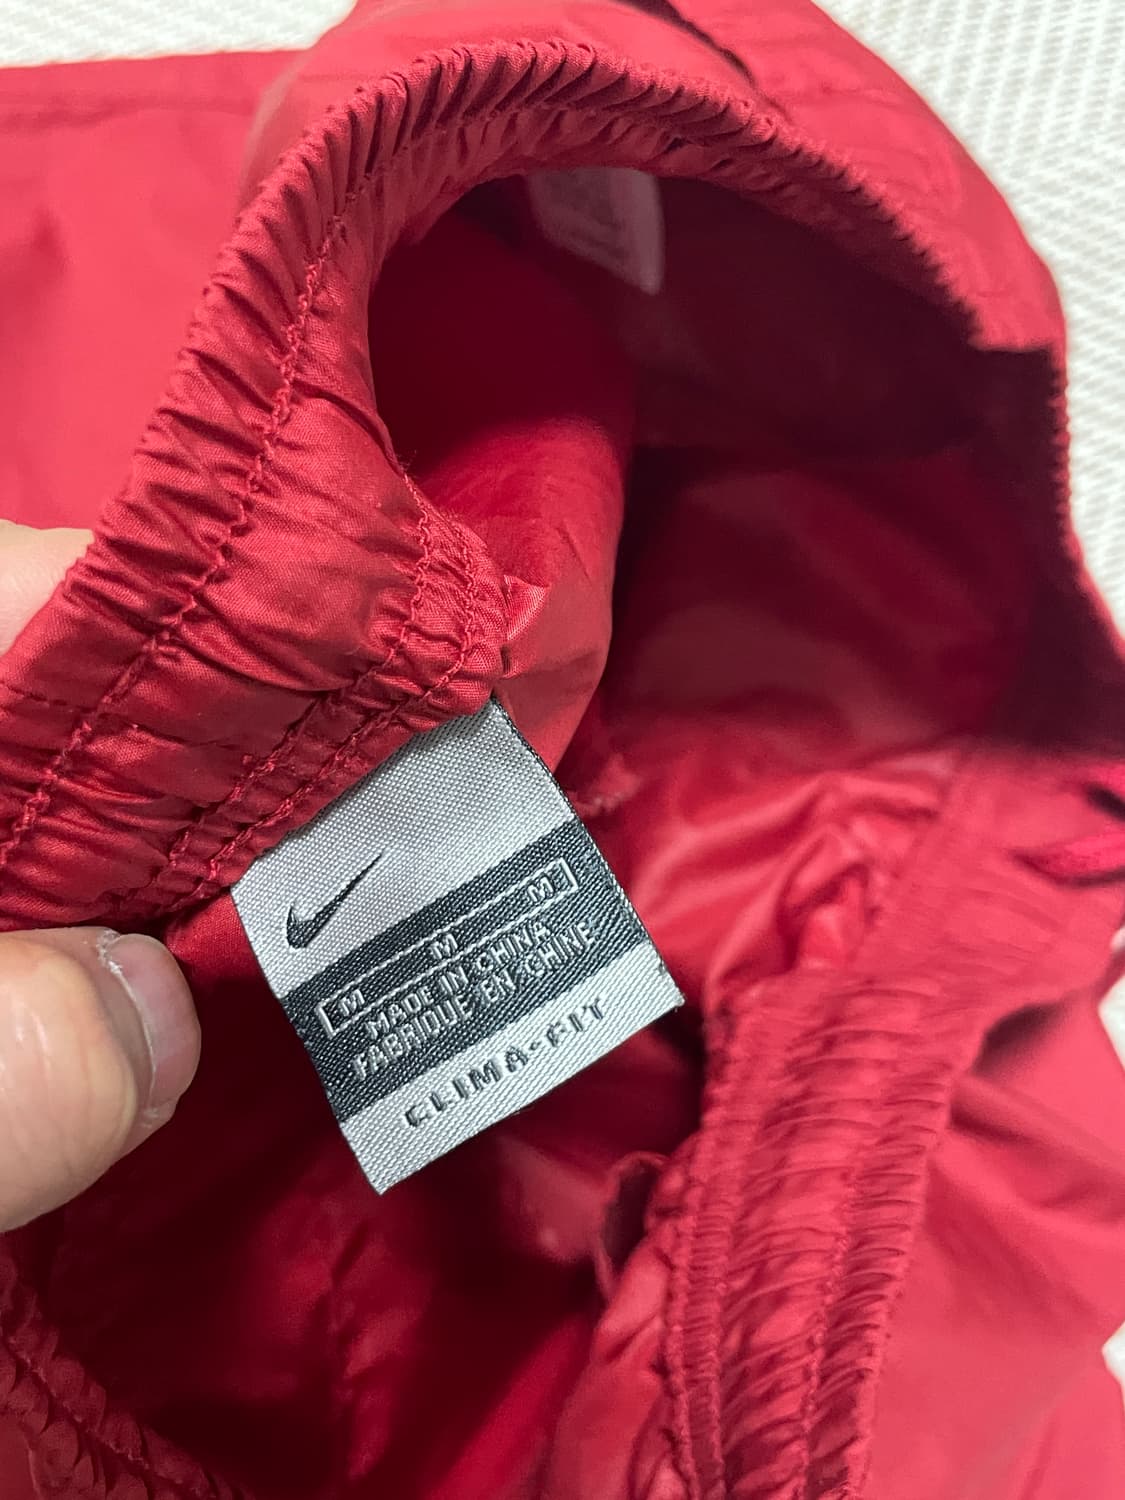 M M M
MADE IN CHINA
FABRIQUE EN CHINE
CLIMA-FIT